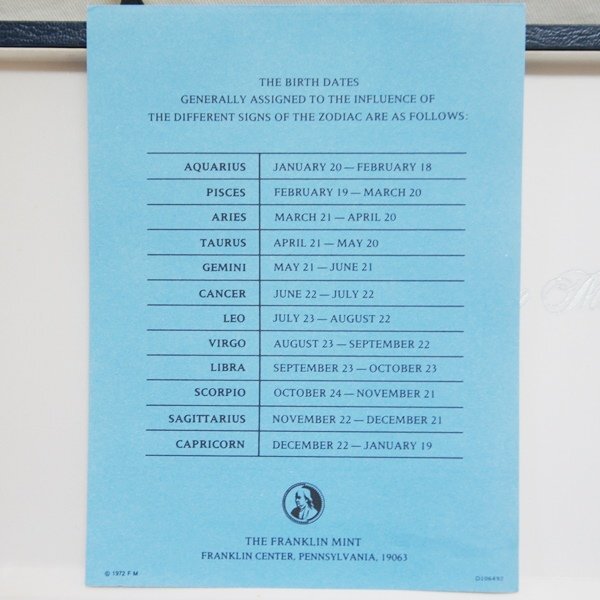 THE BIRTH DATES
GENERALLY ASSIGNED TO THE INFLUENCE OF
THE DIFFERENT SIGNS OF THE ZODIAC ARE AS FOLLOWS:
AQUARIUS JANUARY 20 — FEBRUARY 18
PISCES FEBRUARY 19 — MARCH 20
ARIES MARCH 21 — APRIL 20
TAURUS APRIL 21 — MAY 20
GEMINI MAY 21 — JUNE 21
CANCER JUNE 22 — JULY 22
LEO JULY 23 — AUGUST 22
VIRGO AUGUST 23 — SEPTEMBER 22
LIBRA SEPTEMBER 23 — OCTOBER 23
SCORPIO OCTOBER 24 — NOVEMBER 21
SAGITTARIUS NOVEMBER 22 — DECEMBER 21
CAPRICORN DECEMBER 22 — JANUARY 19
THE FRANKLIN MINT
FRANKLIN CENTER, PENNSYLVANIA, 19063
© 1972 F M